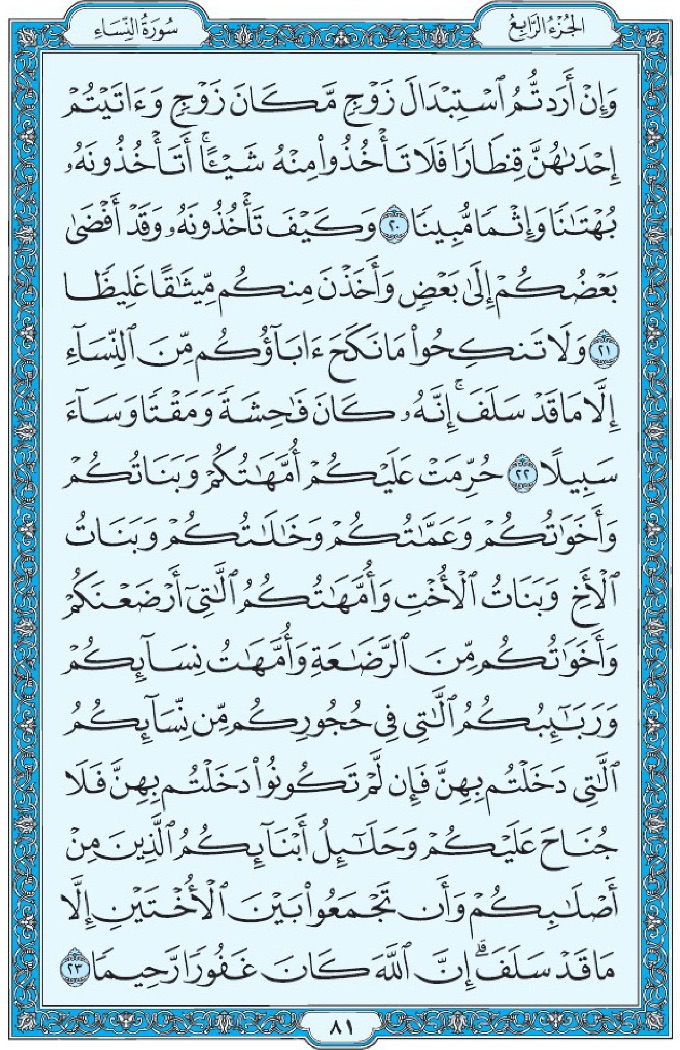 الجزء الرابع
سورة النساء
وَإِنْ أَرَدتُّمُ ٱسْتِبْدَالَ زَوْجٍ مَّكَانَ زَوْجٍ وَءَاتَيْتُمْ
إِحْدَىٰهُنَّ قِنطَارًا فَلَا تَأْخُذُوا۟ مِنْهُ شَيْـًٔا ۚ أَتَأْخُذُونَهُۥ
بُهْتَـٰنًا وَإِثْمًا مُّبِينًا ٢٠ وَكَيْفَ تَأْخُذُونَهُۥ وَقَدْ أَفْضَىٰ
بَعْضُكُمْ إِلَىٰ بَعْضٍ وَأَخَذْنَ مِنكُم مِّيثَـٰقًا غَلِيظًا
٢١ وَلَا تَنكِحُوا۟ مَا نَكَحَ ءَابَآؤُكُم مِّنَ ٱلنِّسَآءِ
إِلَّا مَا قَدْ سَلَفَ ۚ إِنَّهُۥ كَانَ فَـٰحِشَةً وَمَقْتًا وَسَآءَ
سَبِيلًا ٢٢ حُرِّمَتْ عَلَيْكُمْ أُمَّهَـٰتُكُمْ وَبَنَاتُكُمْ
وَأَخَوَٰتُكُمْ وَعَمَّـٰتُكُمْ وَخَـٰلَـٰتُكُمْ وَبَنَاتُ
ٱلْأَخِ وَبَنَاتُ ٱلْأُخْتِ وَأُمَّهَـٰتُكُمُ ٱلَّـٰتِىٓ أَرْضَعْنَكُمْ
وَأَخَوَٰتُكُم مِّنَ ٱلرَّضَـٰعَةِ وَأُمَّهَـٰتُ نِسَآئِكُمْ
وَرَبَـٰٓئِبُكُمُ ٱلَّـٰتِى فِى حُجُورِكُم مِّن نِّسَآئِكُمُ
ٱلَّـٰتِى دَخَلْتُم بِهِنَّ فَإِن لَّمْ تَكُونُوا۟ دَخَلْتُم بِهِنَّ فَلَا
جُنَاحَ عَلَيْكُمْ وَحَلَـٰٓئِلُ أَبْنَآئِكُمُ ٱلَّذِينَ مِنْ
أَصْلَـٰبِكُمْ وَأَن تَجْمَعُوا۟ بَيْنَ ٱلْأُخْتَيْنِ إِلَّا
مَا قَدْ سَلَفَ ۗ إِنَّ ٱللَّهَ كَانَ غَفُورًا رَّحِيمًا ٢٣
٨١